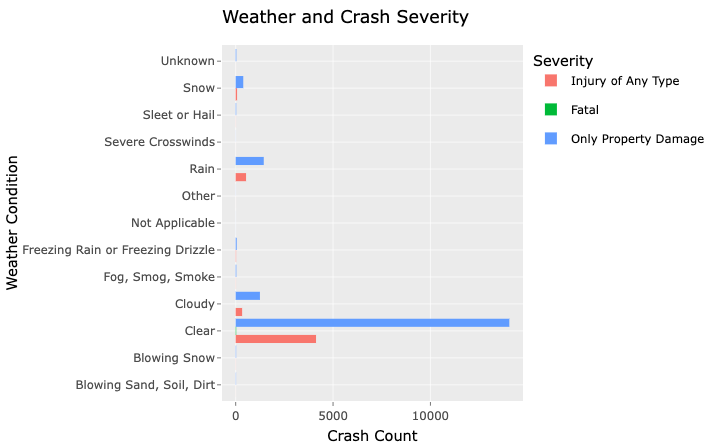 Weather and Crash Severity
Unknown
Snow
Sleet or Hail
Severe Crosswinds
Rain
Other
Not Applicable
Freezing Rain or Freezing Drizzle
Fog, Smog, Smoke
Cloudy
Clear
Blowing Snow
Blowing Sand, Soil, Dirt
Weather Condition
0 5000 10000
Crash Count
Severity
Injury of Any Type
Fatal
Only Property Damage